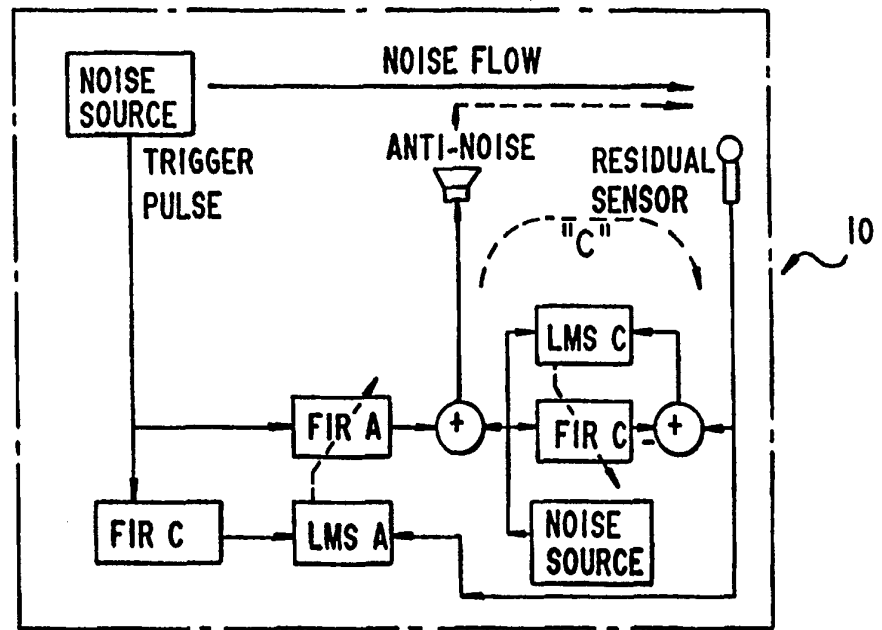 NOISE
SOURCE
NOISE FLOW
TRIGGER
PULSE
ANTI-NOISE
RESIDUAL
SENSOR
"C"
10
LMS C
FIR A
+
FIR C
-
+
FIR C
LMS A
NOISE
SOURCE